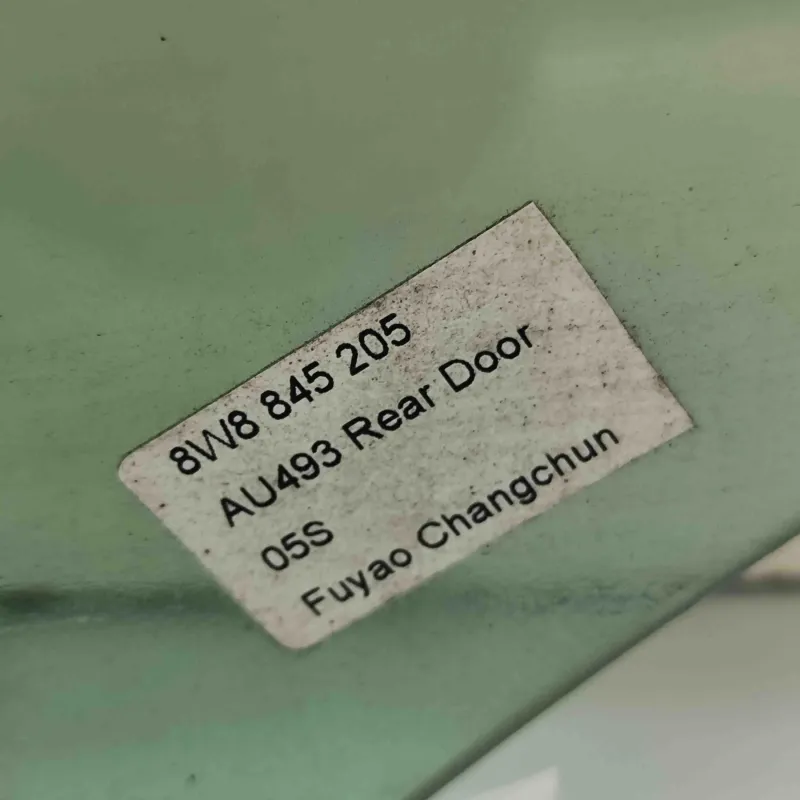 8W8 845 205
AU493 Rear Door
05S
Fuyao Changchun